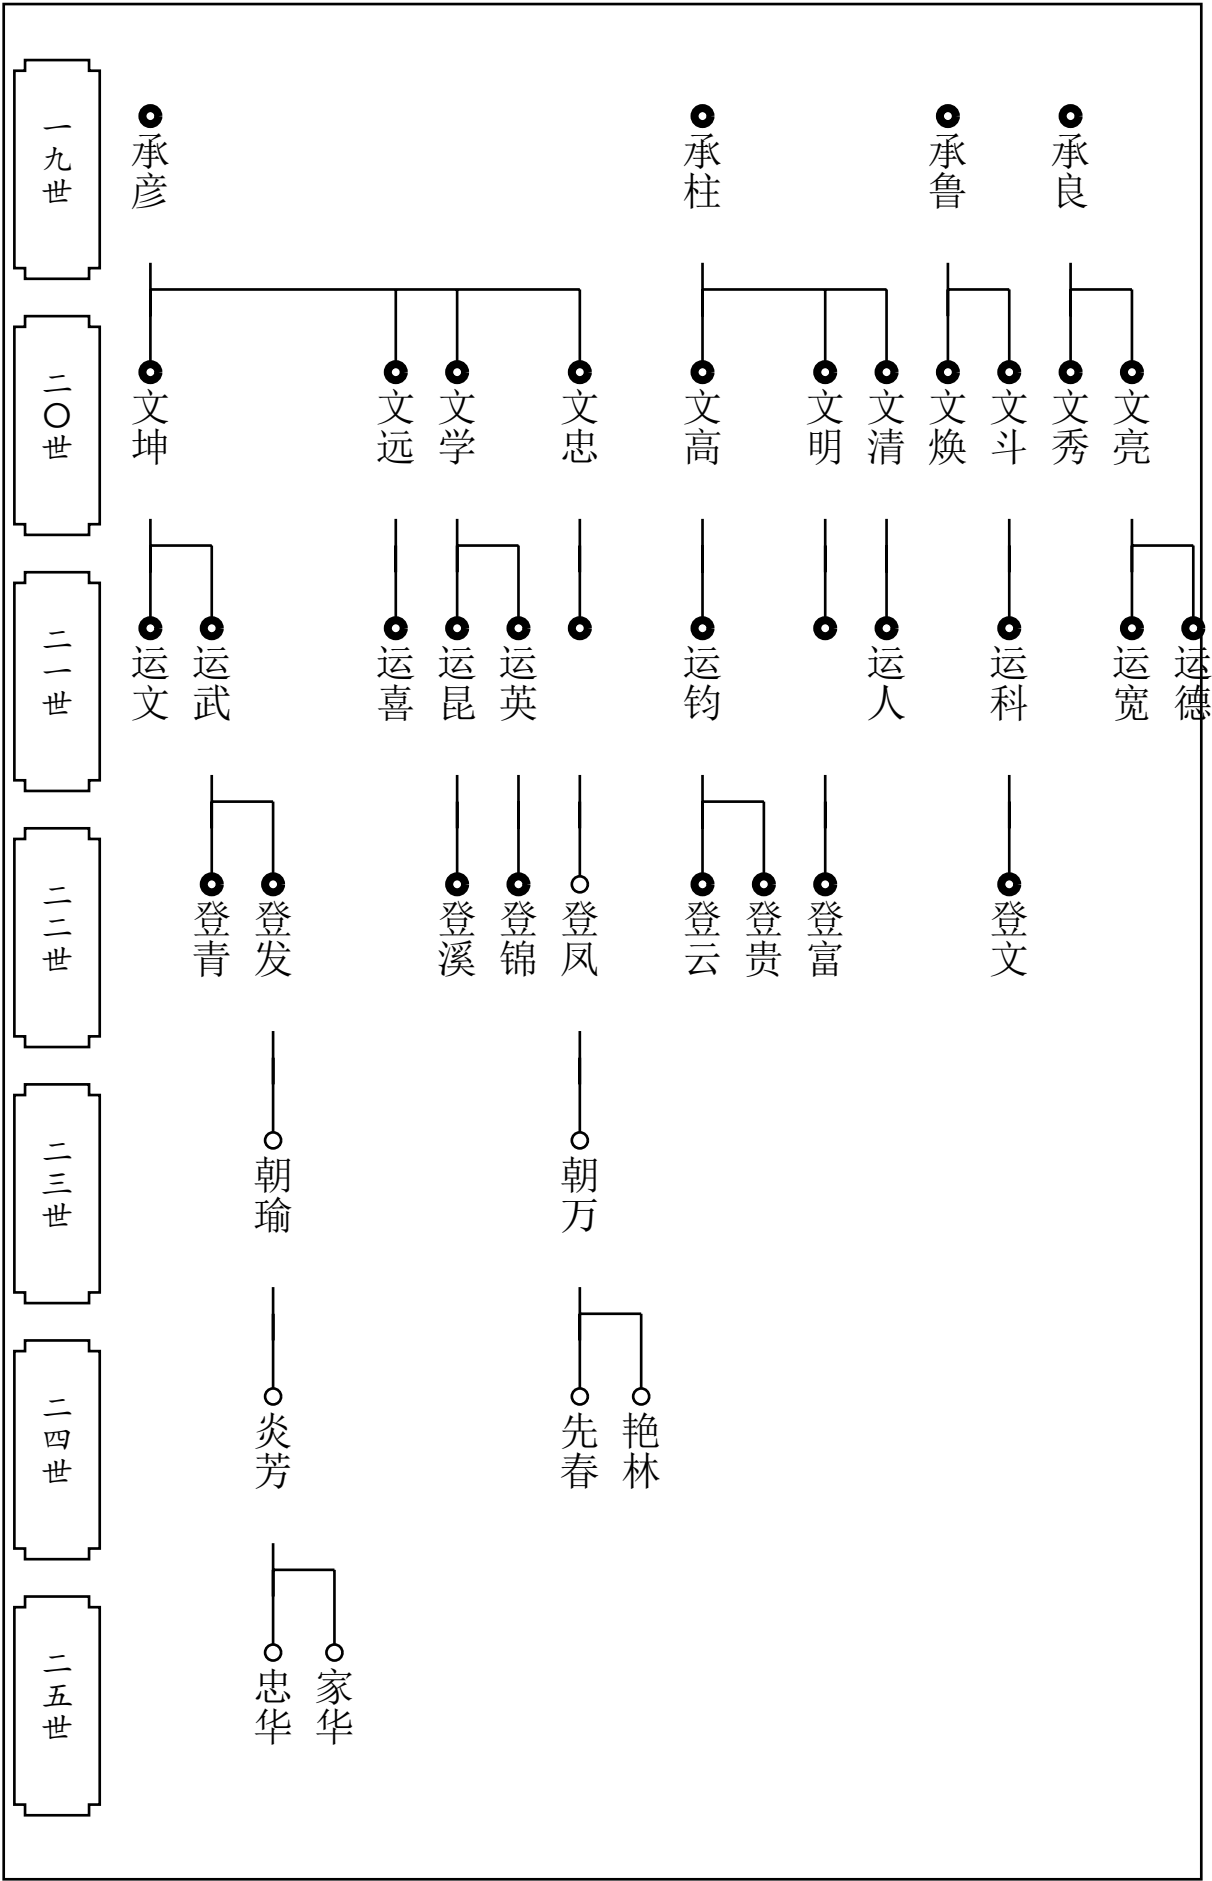 一九世
承彦
承柱
承鲁
承良
二〇世
文坤
文远
文学
文忠
文高
文明
文清
文焕
文斗
文秀
文亮
二一世
运文
运武
运喜
运昆
运英
运钧
运人
运科
运宽
运德
二二世
登青
登发
登溪
登锦
登凤
登云
登贵
登富
登文
二三世
朝瑜
朝万
二四世
炎芳
先春
艳林
二五世
忠华
家华